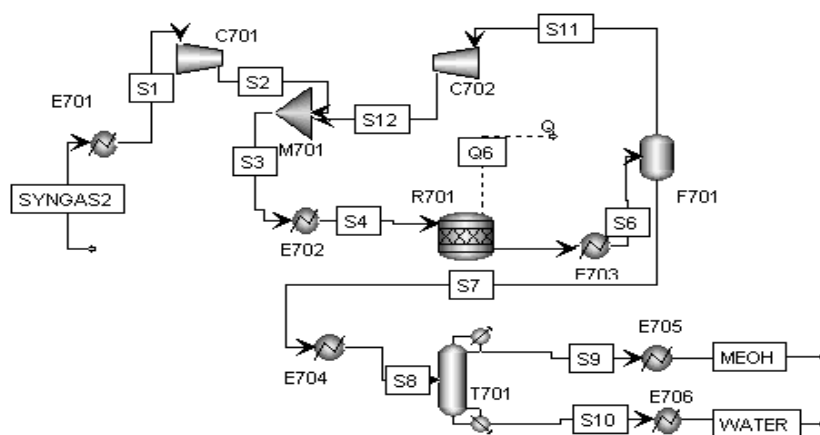 C701
S11
S1
S2
C702
E701
S12
M701
Q
S3
Q6
SYNGAS2
R701
S4
S6
F701
E702
E703
S7
E705
S9
MEOH
E704
S8
T701
E706
S10
WATER